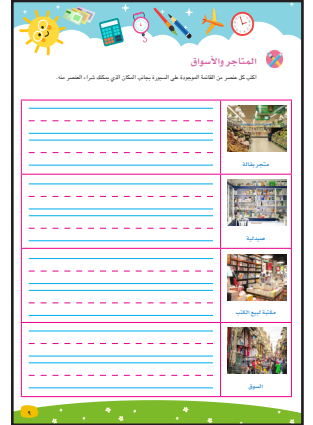 المتاجر والأسواق
اكتب كل عنصر من القائمة الموجودة على السبورة بجانب المكان الذي يمكنك شراء العنصر منه.
متجر بقالة
صيدلية
مكتبة لبيع الكتب
السوق
٩